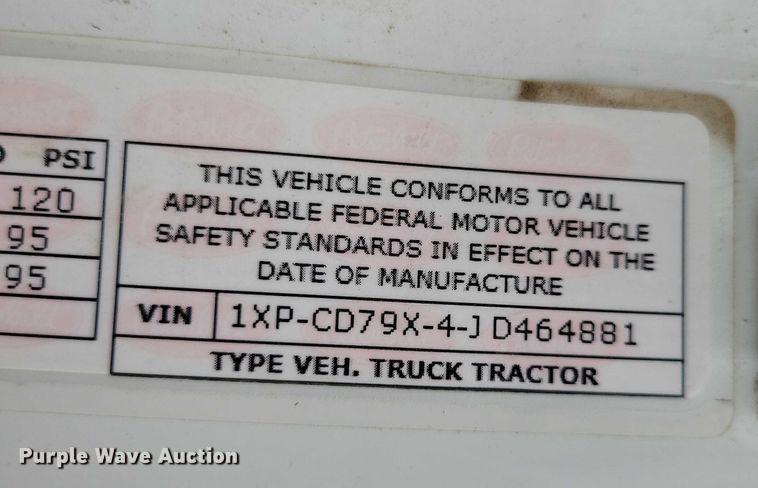 PSI
120
95
95
THIS VEHICLE CONFORMS TO ALL
APPLICABLE FEDERAL MOTOR VEHICLE
SAFETY STANDARDS IN EFFECT ON THE
DATE OF MANUFACTURE
VIN 1XP-CD79X-4-JD464881
TYPE VEH. TRUCK TRACTOR
Purple Wave Auction